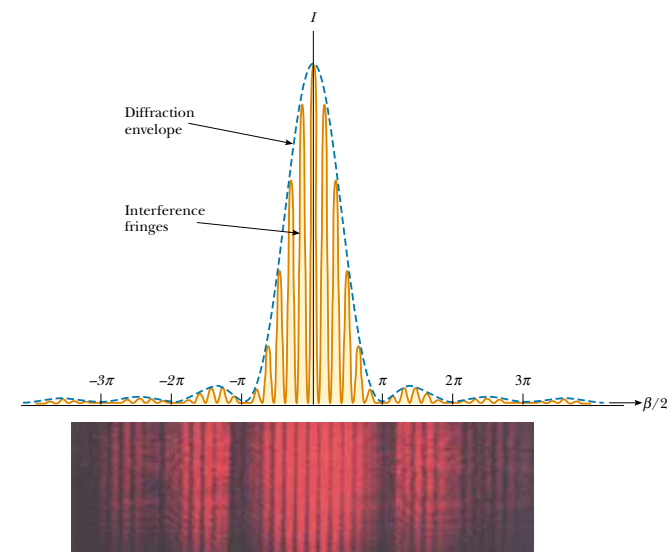 I
Diffraction
envelope
Interference
fringes
–3π –2π –π π 2π 3π
β/2